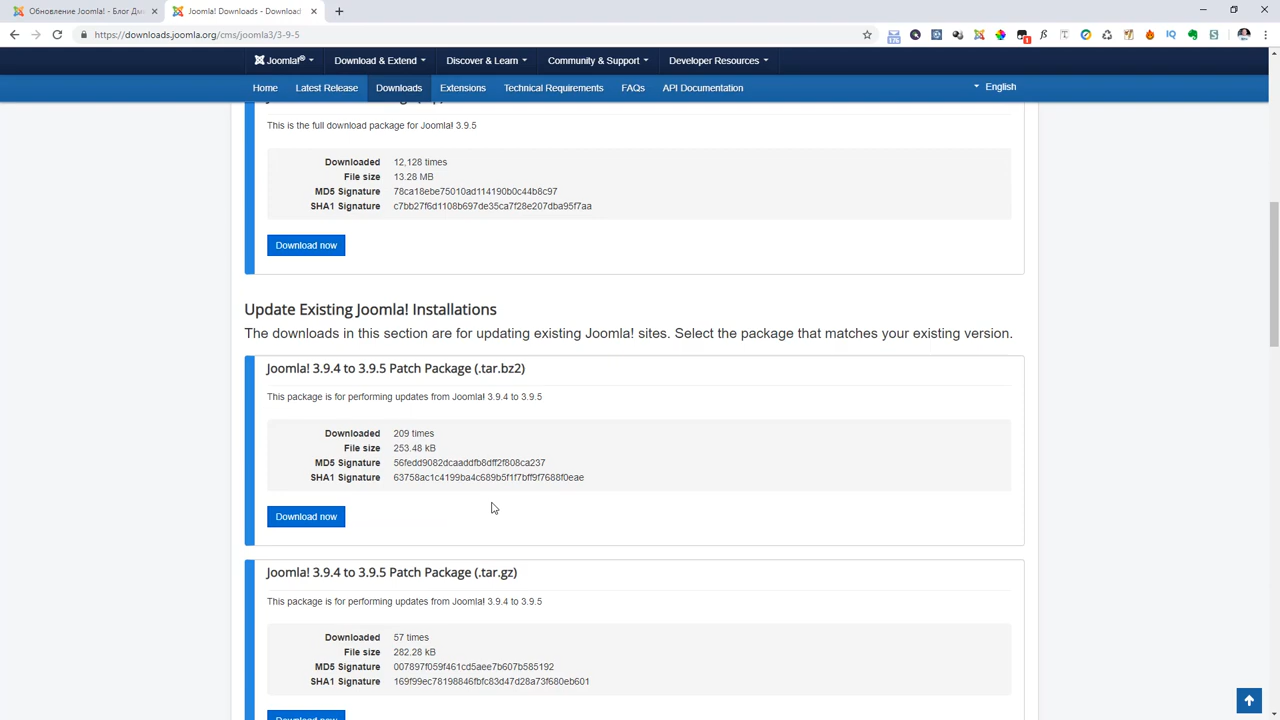 Обновление Joomla! - Блог Дми
Joomla! Downloads - Download
https://downloads.joomla.org/cms/joomla3/3-9-5
Joomla!®
Download & Extend
Discover & Learn
Community & Support
Developer Resources
Home
Latest Release
Downloads
Extensions
Technical Requirements
FAQs
API Documentation
English
This is the full download package for Joomla! 3.9.5
Downloaded 12,128 times
File size 13.28 MB
MD5 Signature 78ca18ebe75010ad114190b0c44b8c97
SHA1 Signature c7bb27f6d1108b697de35ca7f28e207dba95f7aa
Download now
Update Existing Joomla! Installations
The downloads in this section are for updating existing Joomla! sites. Select the package that matches your existing version.
Joomla! 3.9.4 to 3.9.5 Patch Package (.tar.bz2)
This package is for performing updates from Joomla! 3.9.4 to 3.9.5
Downloaded 209 times
File size 253.48 kB
MD5 Signature 56fedd9082dcaaddfb8dff2f808ca237
SHA1 Signature 63758ac1c4199ba4c689b5f1f7bff9f7688f0eae
Download now
Joomla! 3.9.4 to 3.9.5 Patch Package (.tar.gz)
This package is for performing updates from Joomla! 3.9.4 to 3.9.5
Downloaded 57 times
File size 282.28 kB
MD5 Signature 007897f059f461cd5aee7b607b585192
SHA1 Signature 169f99ec78198846fbfc83d47d28a73f680eb601
Download now